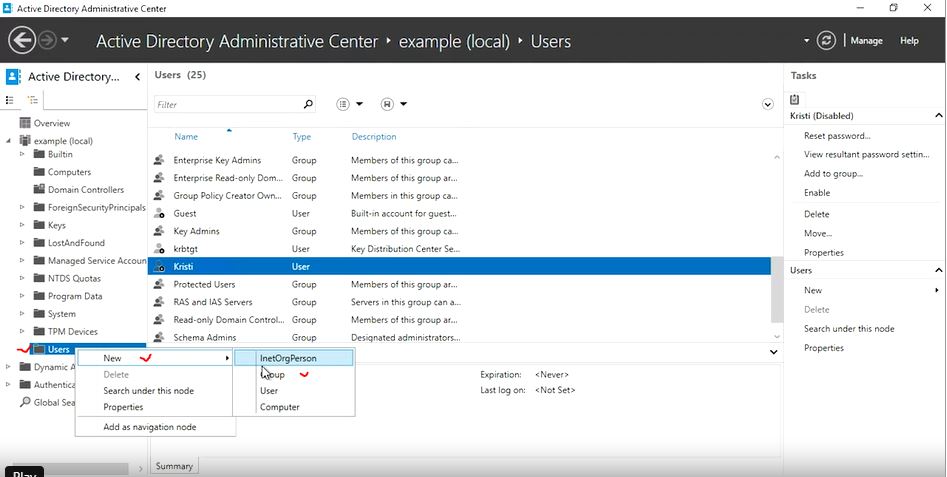 Active Directory Administrative Center
Active Directory Administrative Center • example (local) • Users
Manage
Help
Active Directory...
Overview
example (local)
Builtin
Computers
Domain Controllers
ForeignSecurityPrincipals
Keys
LostAndFound
Managed Service Accoun
NTDS Quotas
Program Data
System
TPM Devices
Users
Dynamic A
Authentica
Global Sea
Users (25)
Filter
Name Type Description
Enterprise Key Admins Group Members of this group ca...
Enterprise Read-only Dom... Group Members of this group ar...
Group Policy Creator Own... Group Members in this group ca...
Guest User Built-in account for guest...
Key Admins Group Members of this group ca...
krbtgt User Key Distribution Center Se...
Kristi User
Protected Users Group Members of this group ar...
RAS and IAS Servers Group Servers in this group can a...
Read-only Domain Control... Group Members of this group ar...
Schema Admins Group Designated administrators...
New
Delete
Search under this node
Properties
Add as navigation node
InetOrgPerson
Group
User
Computer
Expiration: <Never>
Last log on: <Not Set>
Summary
Tasks
Kristi (Disabled)
Reset password...
View resultant password settin...
Add to group...
Enable
Delete
Move...
Properties
Users
New
Delete
Search under this node
Properties
Play